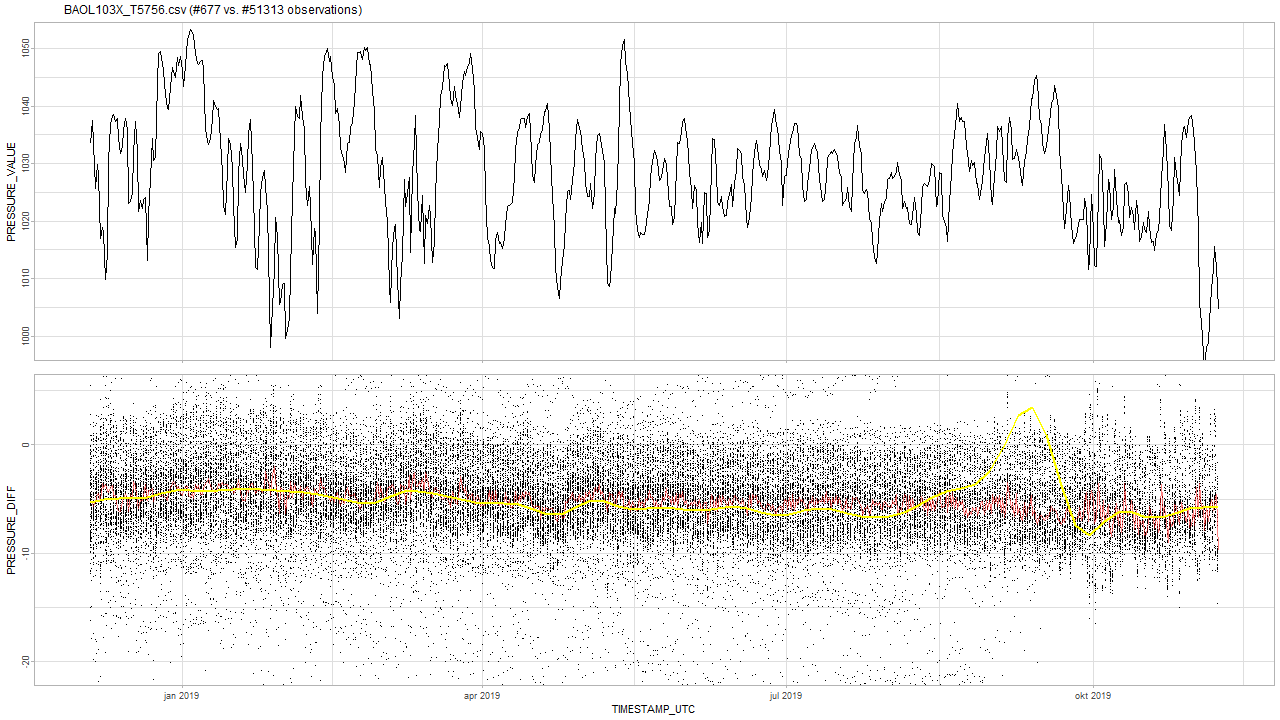 BAOL103X_T5756.csv (#677 vs. #51313 observations)
PRESSURE_VALUE
1050
1040
1030
1020
1010
1000
PRESSURE_DIFF
0
-10
-20
jan 2019
apr 2019
jul 2019
okt 2019
TIMESTAMP_UTC